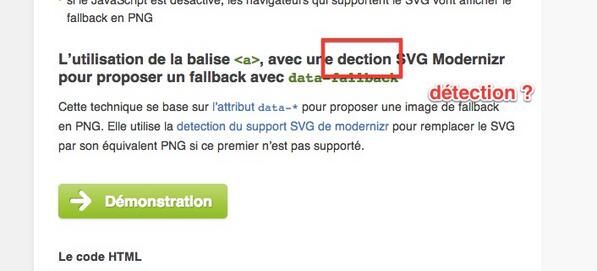 si le JavaScript est désactivé, les navigateurs qui supportent le SVG vont afficher le
fallback en PNG
L'utilisation de la balise <a>, avec une dection SVG Modernizr
pour proposer un fallback avec data-fallback
détection ?
Cette technique se base sur l'attribut data-* pour proposer une image de fallback
en PNG. Elle utilise la detection du support SVG de modernizr pour remplacer le SVG
par son équivalent PNG si ce premier n'est pas supporté.
Démonstration
Le code HTML